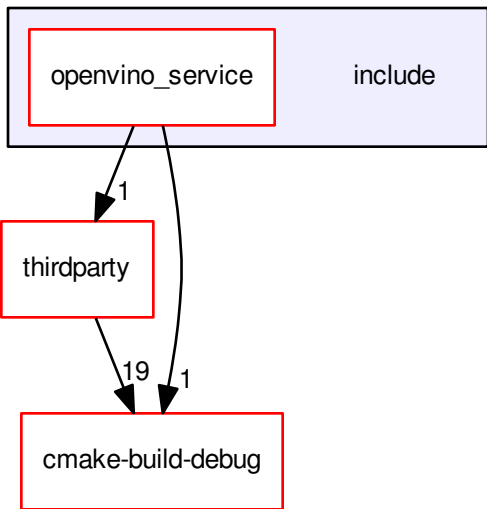 openvino_service
include
1
thirdparty
19
1
cmake-build-debug